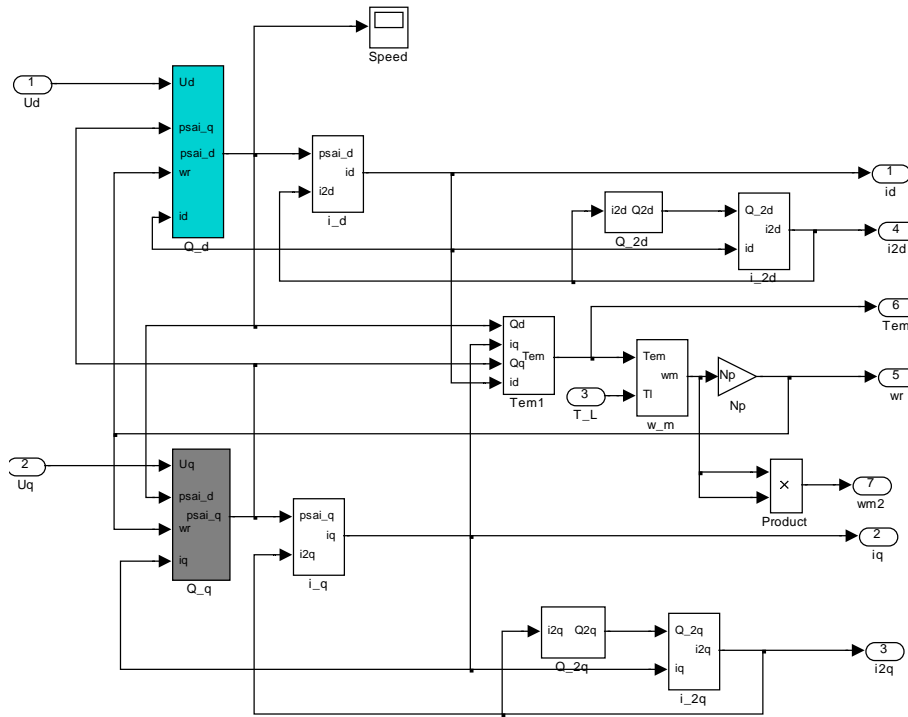 Speed
1
Ud
Ud
psai_q
psai_d
wr
id
Q_d
psai_d
id
i2d
i_d
1
id
i2d Q2d
Q_2d
Q_2d
i2d
id
i_2d
4
i2d
6
Tem
Qd
iq
Tem
Qq
id
Tem1
3
T_L
Tem
wm
Tl
w_m
Np
Np
5
wr
2
Uq
Uq
psai_d
psai_q
wr
iq
Q_q
psai_q
iq
i2q
i_q
×
Product
7
wm2
2
iq
i2q Q2q
Q_2q
Q_2q
i2q
iq
i_2q
3
i2q